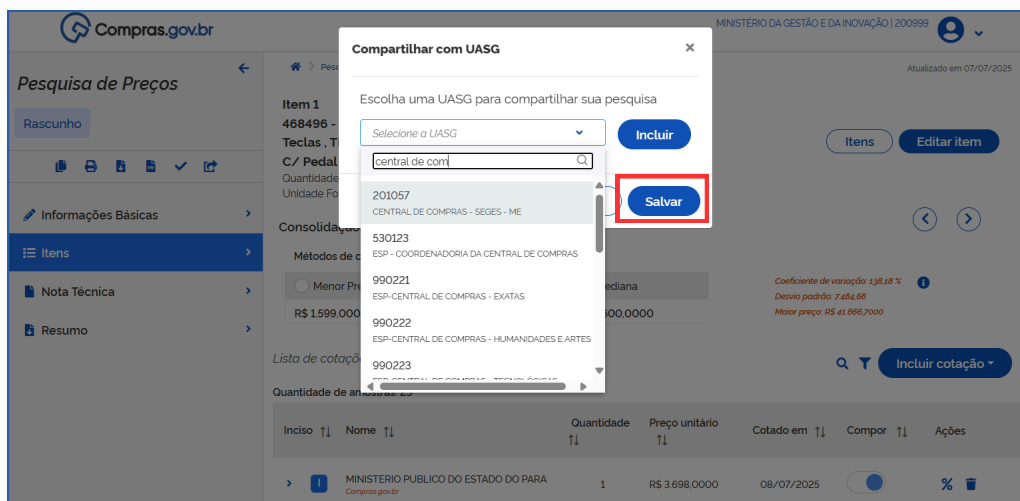 Compras.gov.br
MINISTÉRIO DA GESTÃO E DA INOVAÇÃO | 200999
Compartilhar com UASG ×
Pesquisa de Preços
Atualizado em 07/07/2025
Escolha uma UASG para compartilhar sua pesquisa
Rascunho
Item 1
468496 -
Selecione a UASG
Incluir
Teclas , Ti
Itens
Editar item
central de com
C/ Pedal
Quantidade
Unidade Fo
201057
CENTRAL DE COMPRAS - SEGES - ME
Salvar
Informações Básicas
Consolidação
530123
ESP - COORDENADORIA DA CENTRAL DE COMPRAS
Itens
Métodos de c
990221
ESP-CENTRAL DE COMPRAS - EXATAS
Nota Técnica
Menor Pre
ediana
Coeficiente de variação: 138,18 %
Desvio padrão: 7.484,68
Maior preço: R$ 41.666,7000
R$ 1.599,000
500,0000
990222
ESP-CENTRAL DE COMPRAS - HUMANIDADES E ARTES
Resumo
990223
ESP-CENTRAL DE COMPRAS - TECNOLÓGICAS
Lista de cotaçõ
Incluir cotação
Quantidade de amostras: 25
Inciso Nome Quantidade Preço unitário Cotado em Compor Ações
I MINISTERIO PUBLICO DO ESTADO DO PARA 1 R$ 3.698,0000 08/07/2025 %
Compras.gov.br